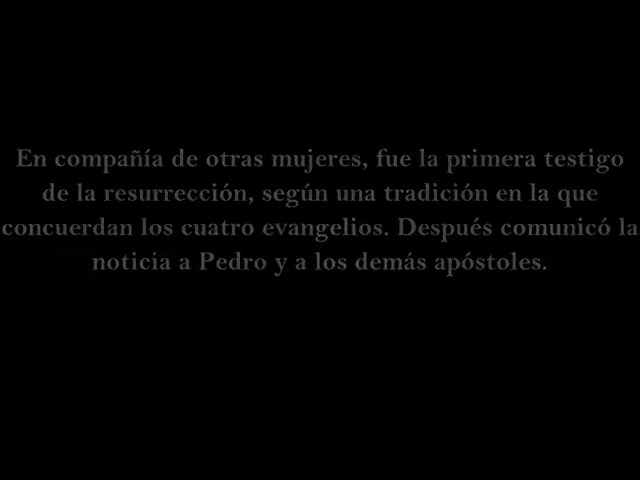 En compañía de otras mujeres, fue la primera testigo
de la resurrección, según una tradición en la que
concuerdan los cuatro evangelios. Después comunicó la
noticia a Pedro y a los demás apóstoles.